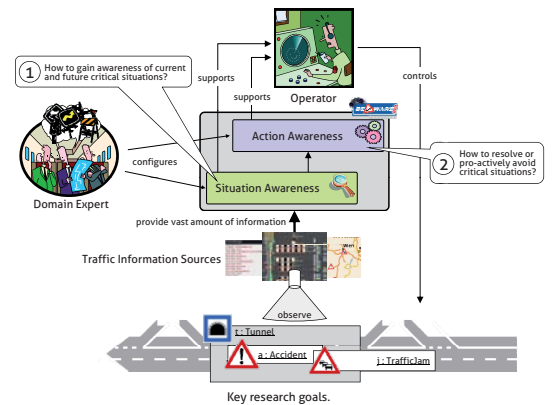 1
How to gain awareness of current
and future critical situations?
supports
supports
controls
Operator
BEAWARE
Action Awareness
2
How to resolve or
pro-actively avoid
critical situations?
configures
Domain Expert
Situation Awareness
provide vast amount of information
Traffic Information Sources
Wien
observe
t : Tunnel
a : Accident
j : TrafficJam
Key research goals.